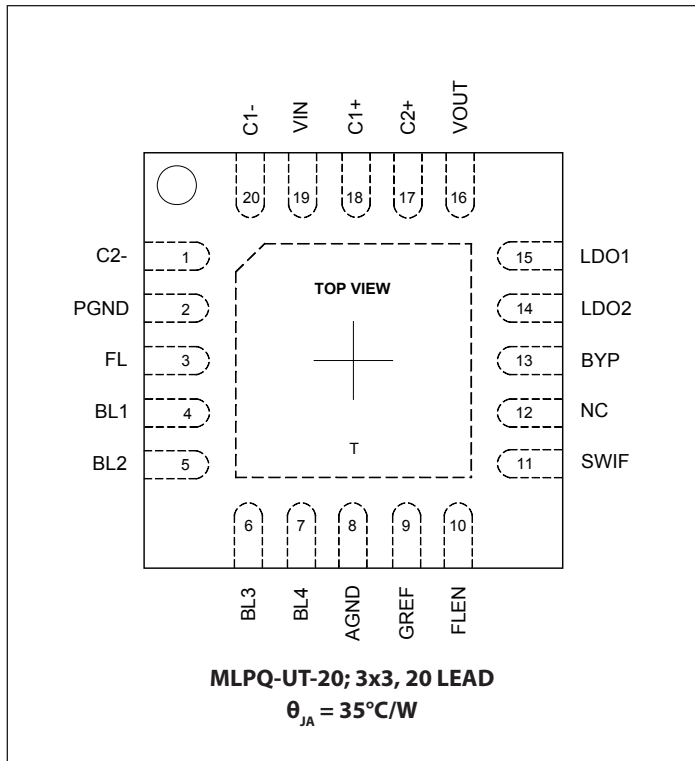 C1-
VIN
C1+
C2+
VOUT
20
19
18
17
16
C2-
1
PGND
2
FL
3
BL1
4
BL2
5
TOP VIEW
T
15
LDO1
14
LDO2
13
BYP
12
NC
11
SWIF
6
7
8
9
10
BL3
BL4
AGND
GREF
FLEN
MLPQ-UT-20; 3x3, 20 LEAD
θJA = 35°C/W